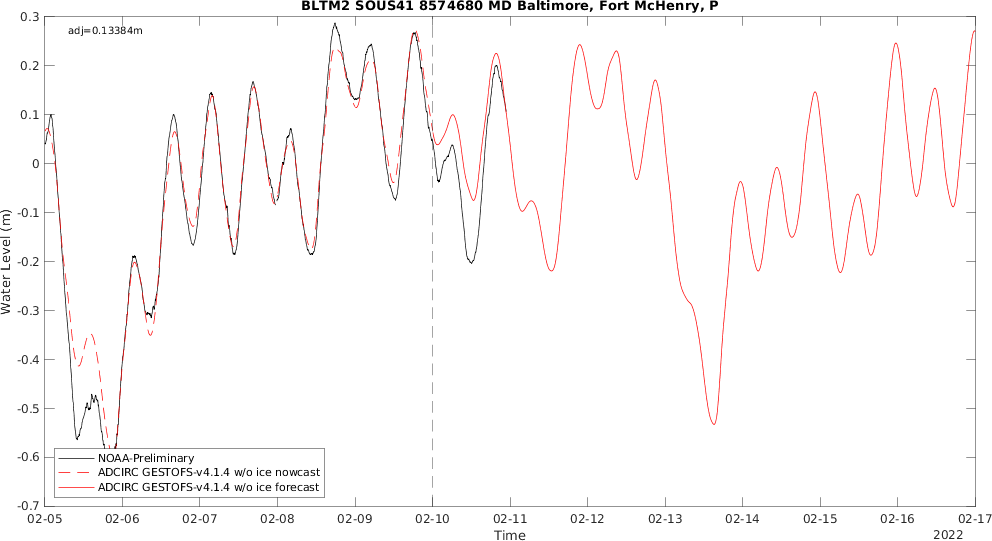 BLTM2 SOUS41 8574680 MD Baltimore, Fort McHenry, P
adj=0.13384m
0.3
0.2
0.1
0
-0.1
-0.2
-0.3
-0.4
-0.5
-0.6
-0.7
Water Level (m)
NOAA-Preliminary
ADCIRC GESTOFS-v4.1.4 w/o ice nowcast
ADCIRC GESTOFS-v4.1.4 w/o ice forecast
02-05 02-06 02-07 02-08 02-09 02-10 02-11 02-12 02-13 02-14 02-15 02-16 02-17
Time
2022